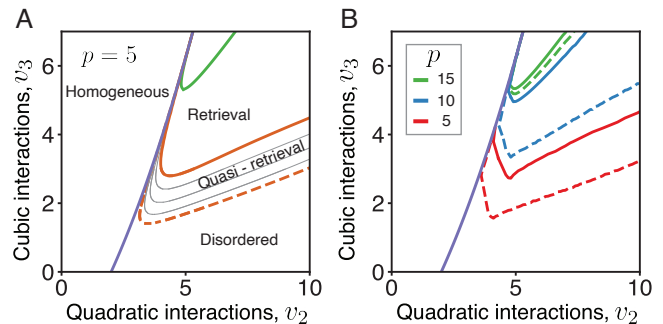 A
B
p = 5
Homogeneous
Retrieval
Quasi - retrieval
Disordered
Cubic interactions, v₃
0
2
4
6
0
5
10
Quadratic interactions, v₂
p
15
10
5
Cubic interactions, v₃
0
2
4
6
0
5
10
Quadratic interactions, v₂